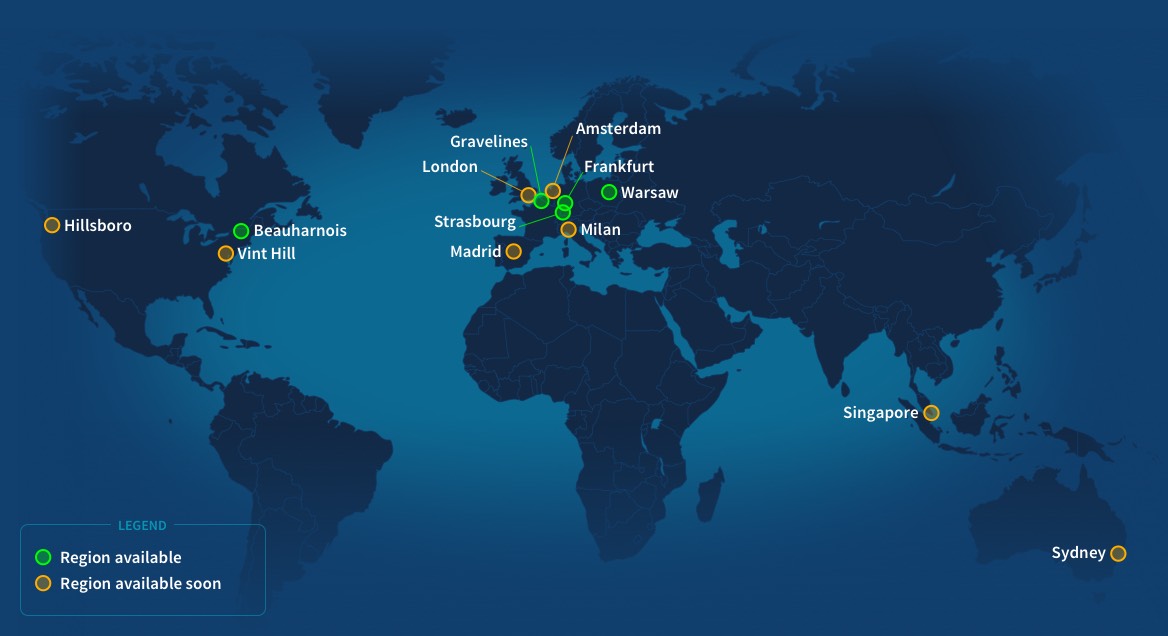 Amsterdam
Gravelines
London
Frankfurt
Warsaw
Strasbourg
Hillsboro
Beauharnois
Milan
Vint Hill
Madrid
Singapore
Sydney
LEGEND
Region available
Region available soon